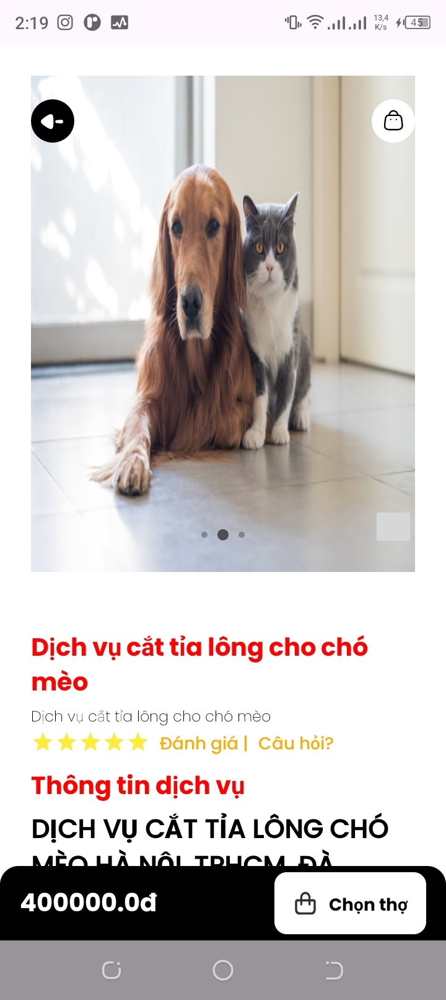 2:19
13,4
K/s
45
Dịch vụ cắt tỉa lông cho chó
mèo
Dịch vụ cắt tỉa lông cho chó mèo
Đánh giá | Câu hỏi?
Thông tin dịch vụ
DỊCH VỤ CẮT TỈA LÔNG CHÓ
MÈO HÀ NỘI, TPHCM, ĐÀ
400000.0đ
Chọn thợ